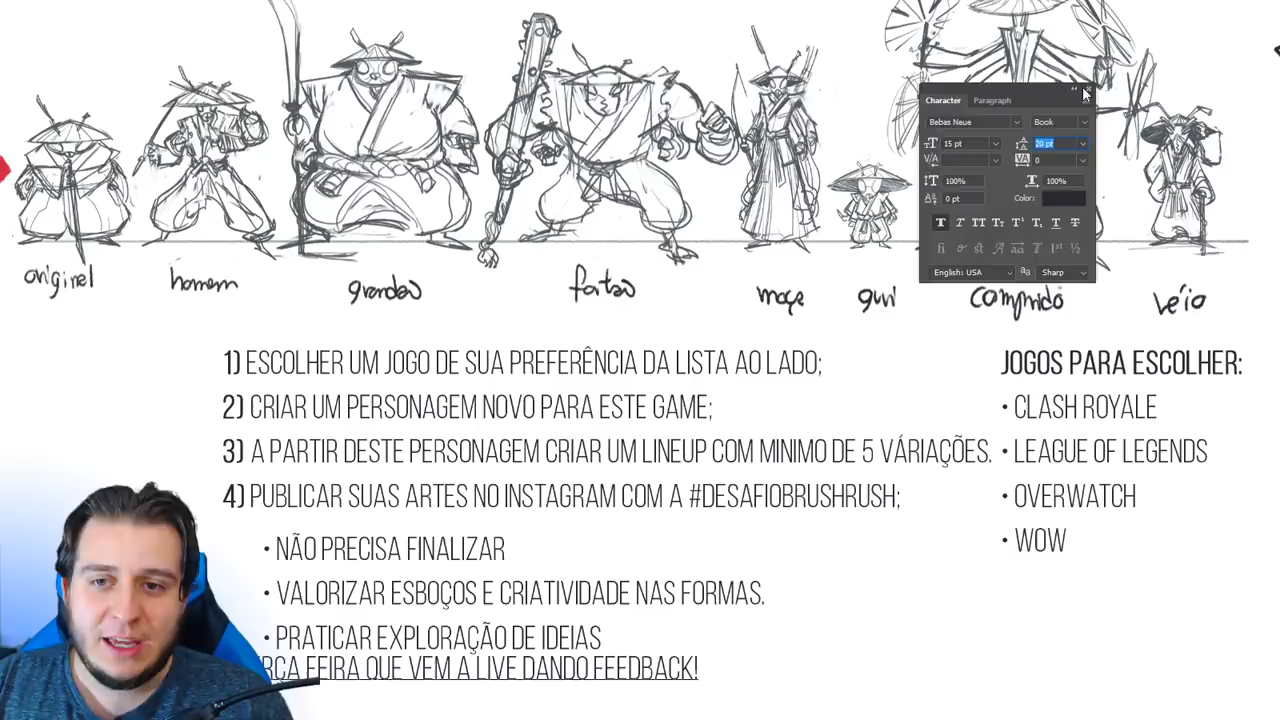 Character Paragraph
Bebas Neue Book
15 pt 20 pt
0
100% 100%
0 pt Color:
English: USA Sharp
original homem grandão fortão moça guri comprido véio
1) ESCOLHER UM JOGO DE SUA PREFERÊNCIA DA LISTA AO LADO;
2) CRIAR UM PERSONAGEM NOVO PARA ESTE GAME;
3) A PARTIR DESTE PERSONAGEM CRIAR UM LINEUP COM MINIMO DE 5 VÁRIAÇÕES.
4) PUBLICAR SUAS ARTES NO INSTAGRAM COM A #DESAFIOBRUSHRUSH;
• NÃO PRECISA FINALIZAR
• VALORIZAR ESBOÇOS E CRIATIVIDADE NAS FORMAS.
• PRATICAR EXPLORAÇÃO DE IDEIAS
FEIRA QUE VEM A LIVE DANDO FEEDBACK!
JOGOS PARA ESCOLHER:
• CLASH ROYALE
• LEAGUE OF LEGENDS
• OVERWATCH
• WOW